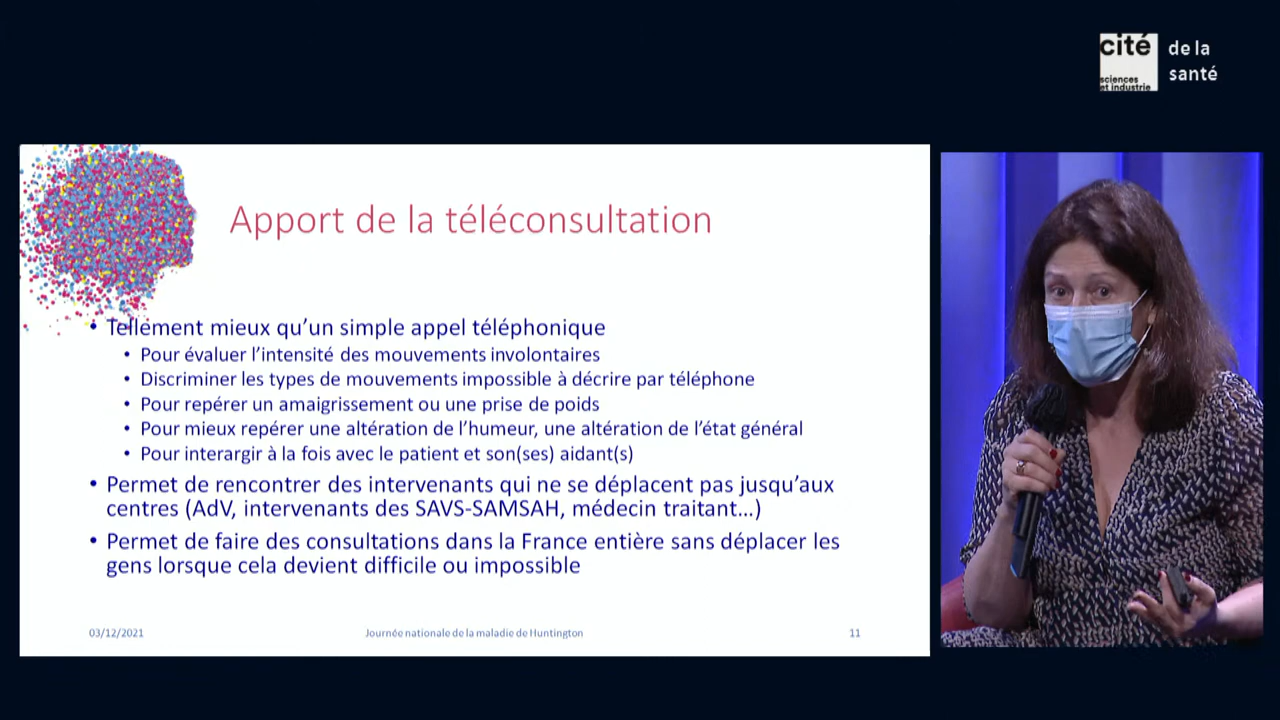 cité
sciences
et industrie
de la
santé
Apport de la téléconsultation
• Tellement mieux qu’un simple appel téléphonique
• Pour évaluer l’intensité des mouvements involontaires
• Discriminer les types de mouvements impossible à décrire par téléphone
• Pour repérer un amaigrissement ou une prise de poids
• Pour mieux repérer une altération de l’humeur, une altération de l’état général
• Pour interargir à la fois avec le patient et son(ses) aidant(s)
• Permet de rencontrer des intervenants qui ne se déplacent pas jusqu’aux
centres (AdV, intervenants des SAVS-SAMSAH, médecin traitant…)
• Permet de faire des consultations dans la France entière sans déplacer les
gens lorsque cela devient difficile ou impossible
03/12/2021
Journée nationale de la maladie de Huntington
11